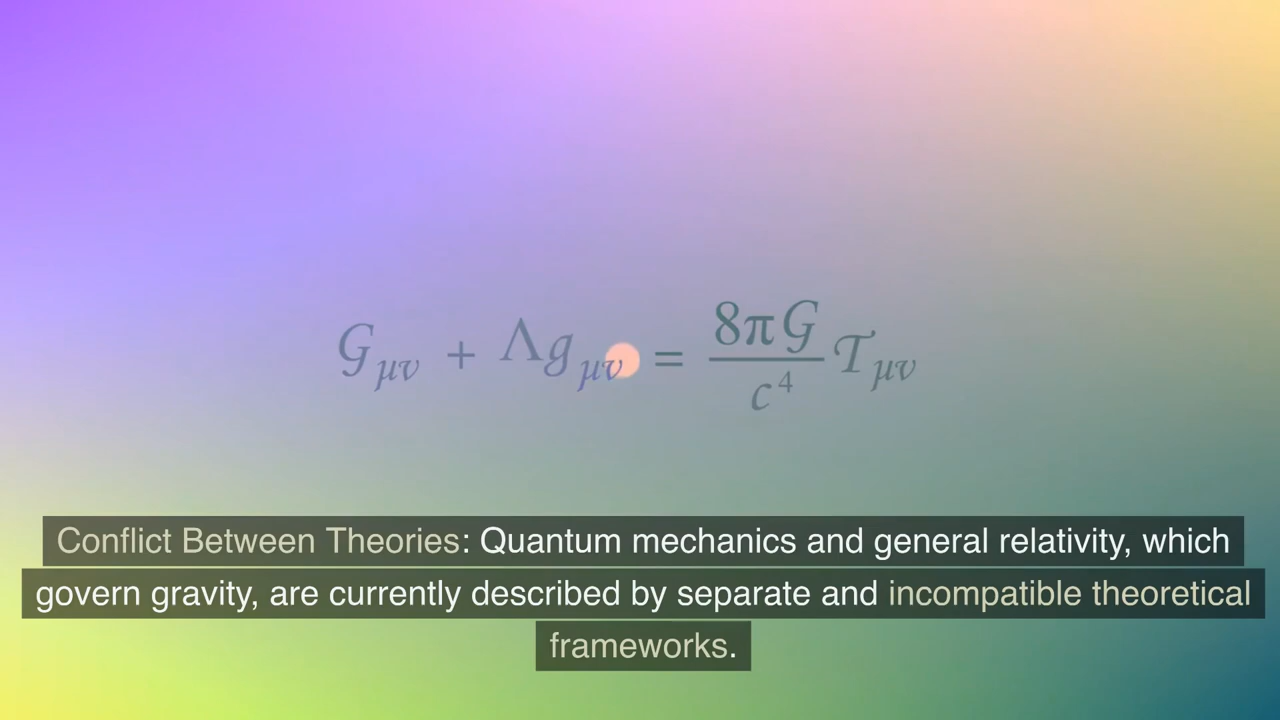 𝒢μν + Λgμν = 8π𝒢/c⁴ 𝒯μν
Conflict Between Theories: Quantum mechanics and general relativity, which
govern gravity, are currently described by separate and incompatible theoretical
frameworks.